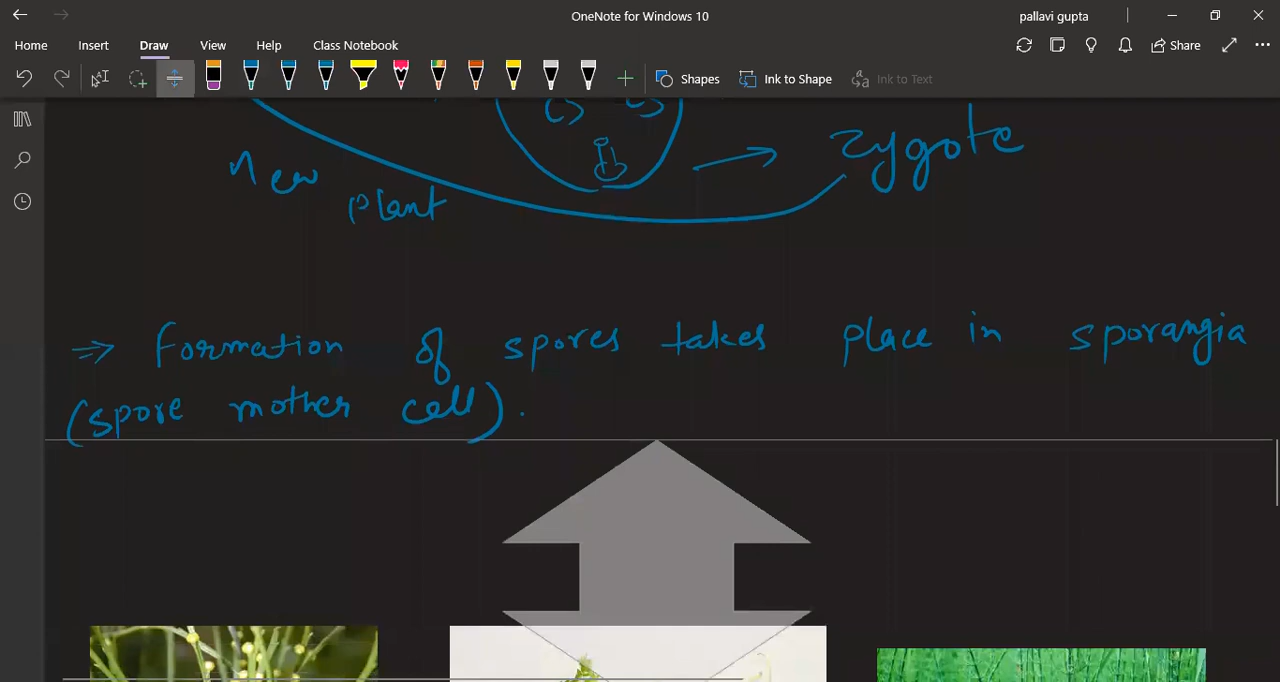 OneNote for Windows 10
pallavi gupta
Home Insert Draw View Help Class Notebook
Share
Shapes Ink to Shape Ink to Text
zygote
new plant
=> Formation of spores takes place in sporangia
(spore mother cell).